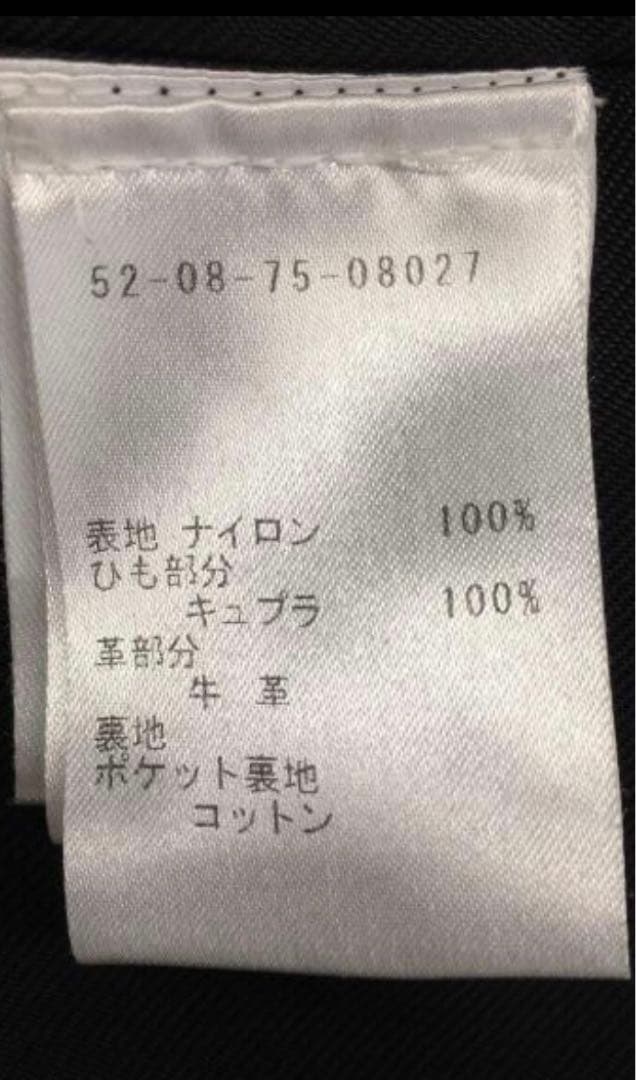 52-08-75-08027
表地 ナイロン 100%
ひも部分
キュプラ 100%
革部分
牛 革
裏地
ポケット裏地
コットン